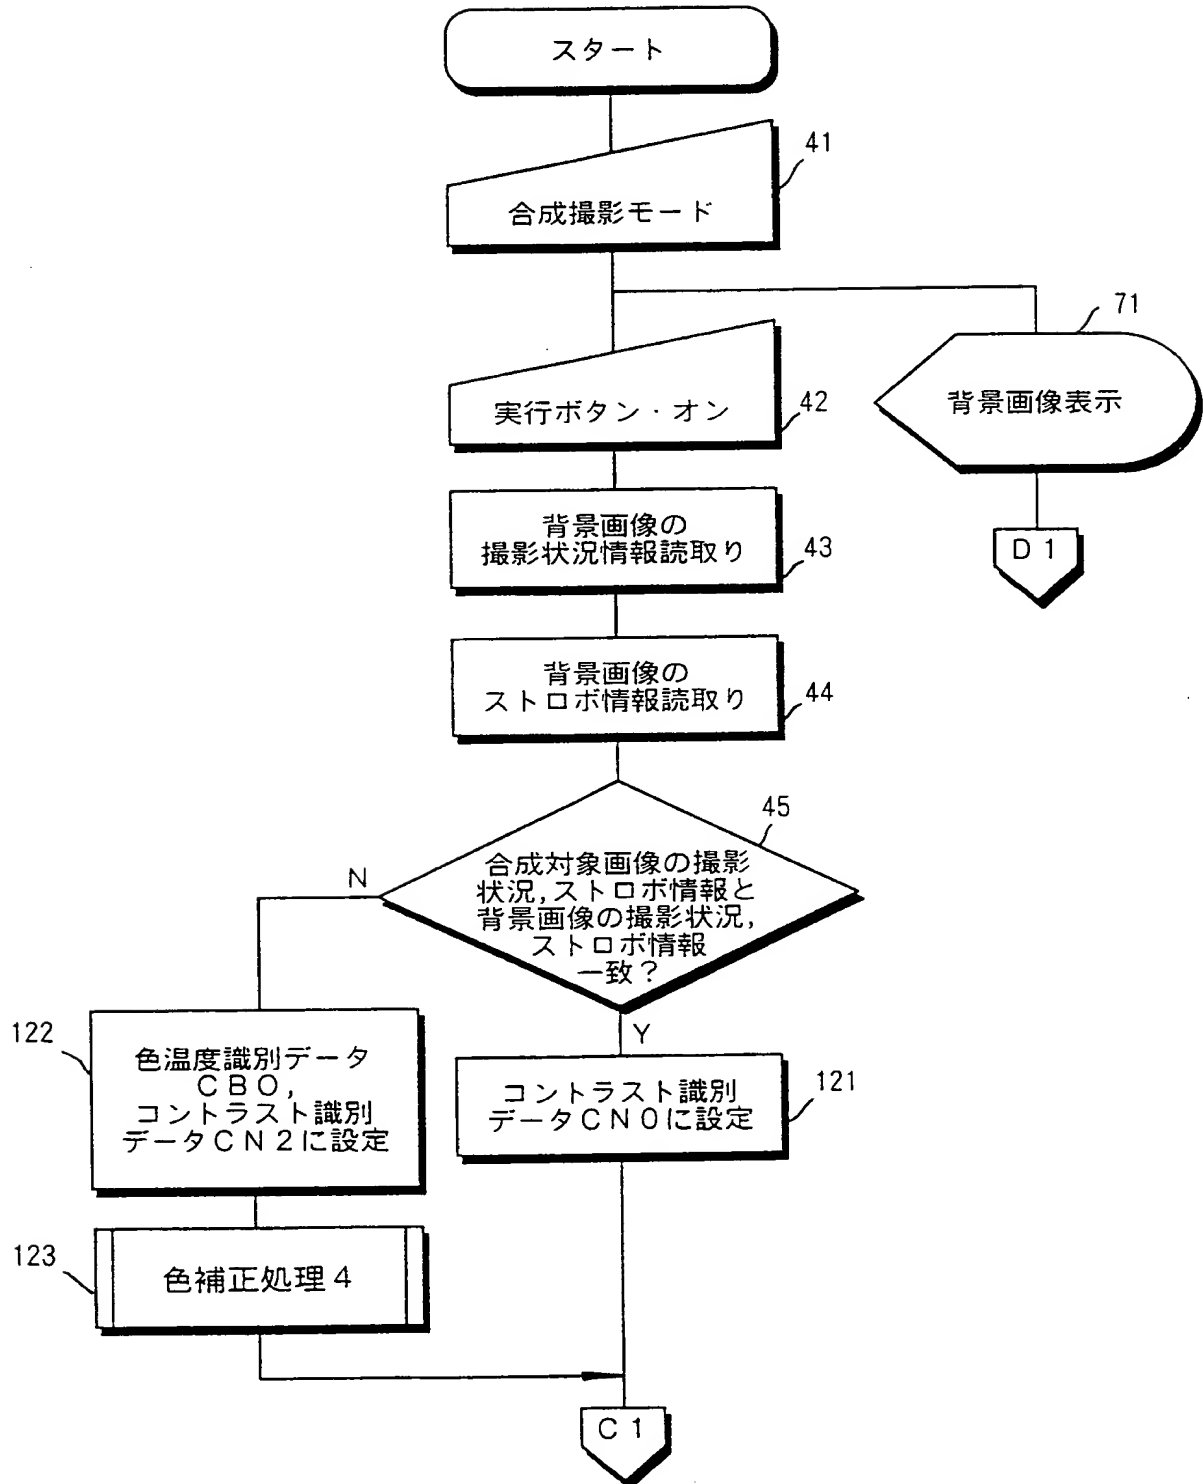 スタート
41
合成撮影モード
71
背景画像表示
実行ボタン・オン
42
D1
背景画像の
撮影状況情報読取り
43
背景画像の
ストロボ情報読取り
44
45
合成対象画像の撮影
状況,ストロボ情報と
背景画像の撮影状況,
ストロボ情報
一致?
N
Y
122
色温度識別データ
CB0,
コントラスト識別
データCN2に設定
コントラスト識別
データCN0に設定
121
123
色補正処理4
C1